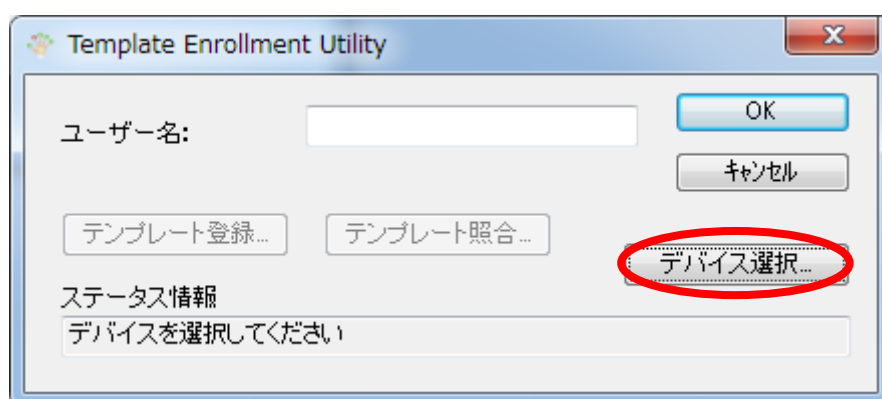 Template Enrollment Utility
ユーザー名:
OK
キャンセル
テンプレート登録...
テンプレート照合...
デバイス選択...
ステータス情報
デバイスを選択してください